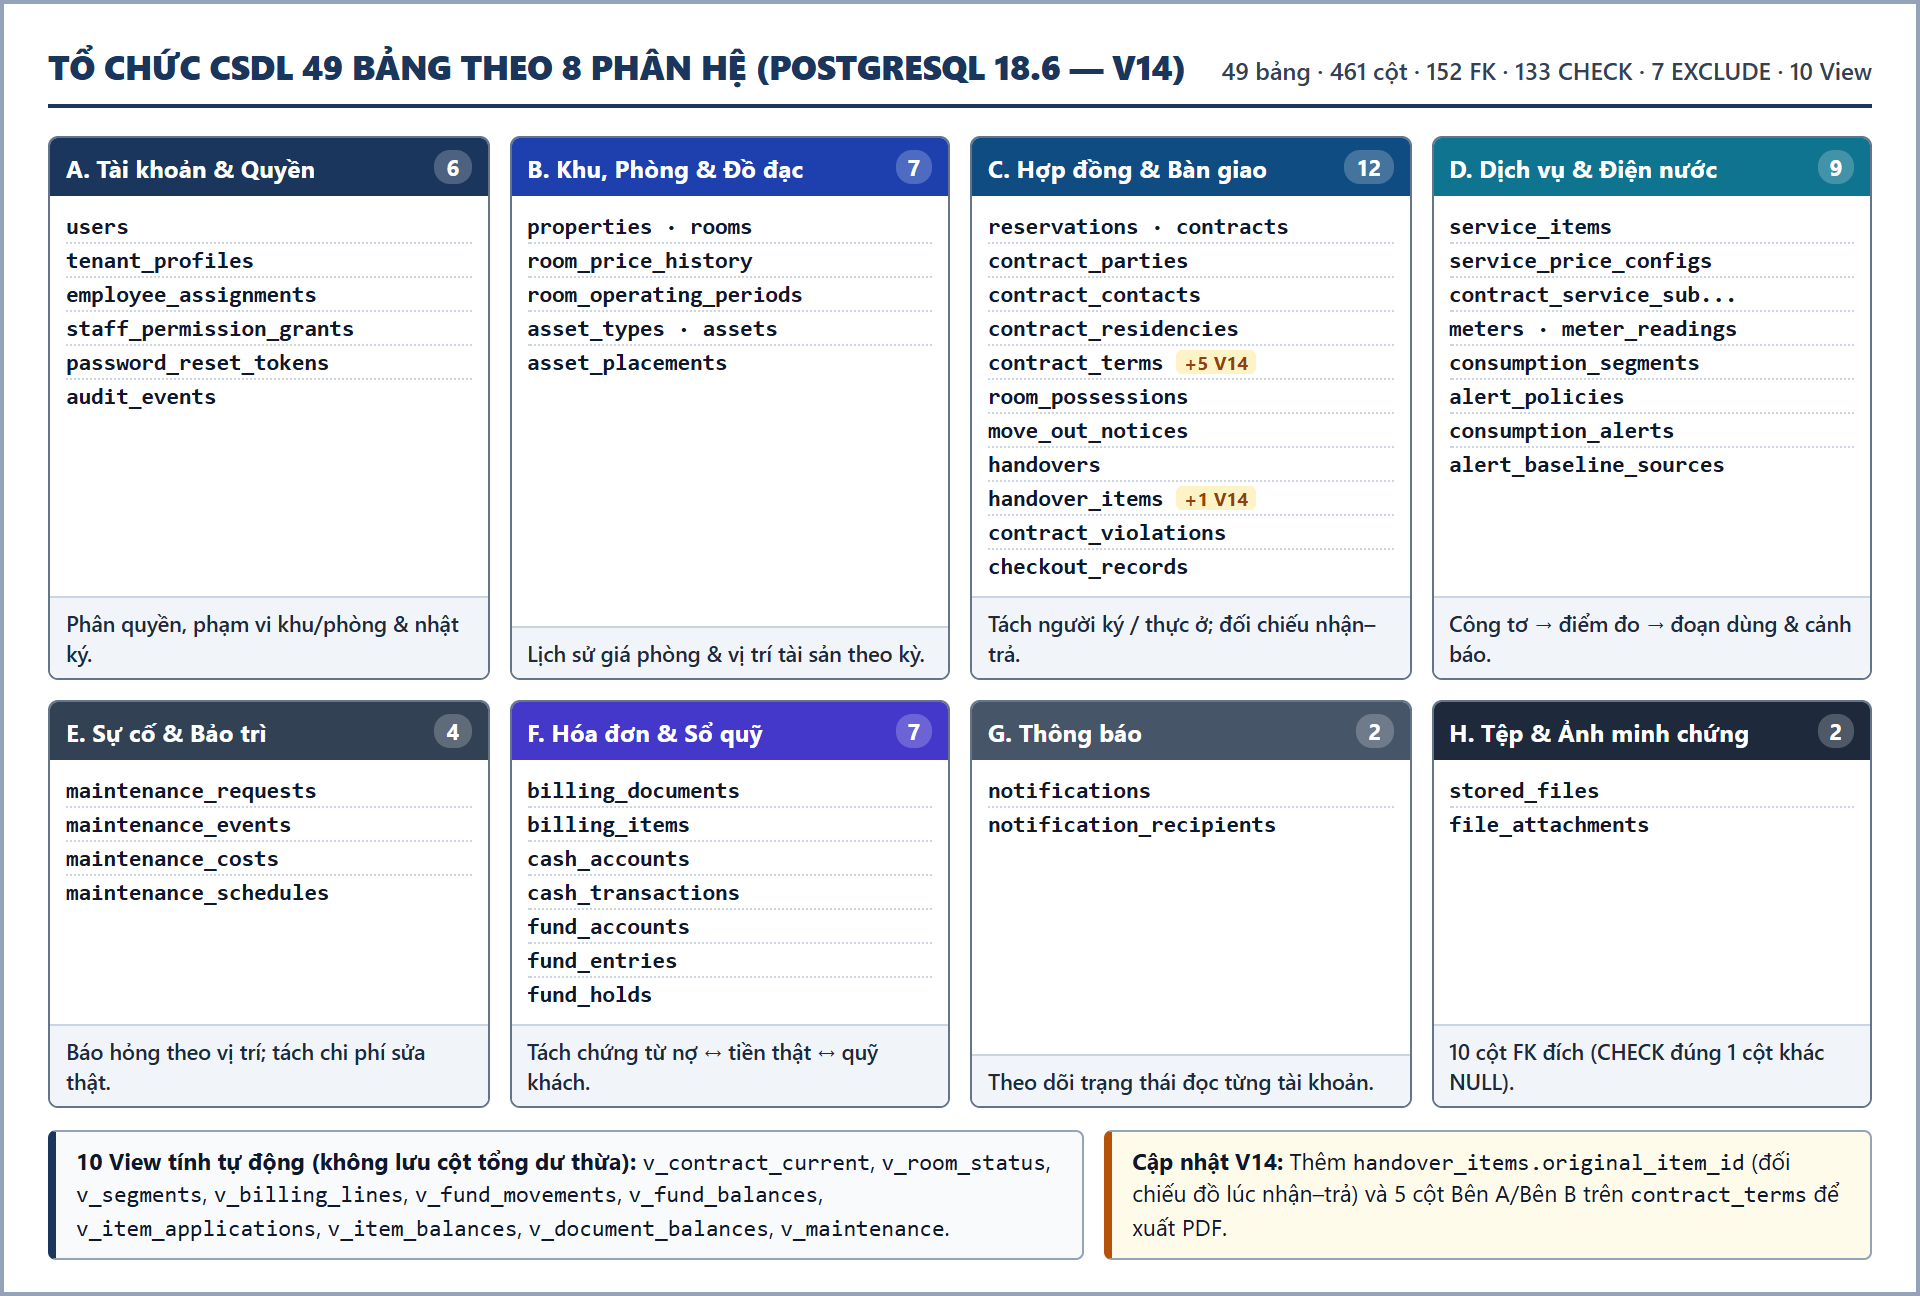 TỔ CHỨC CSDL 49 BẢNG THEO 8 PHÂN HỆ (POSTGRESQL 18.6 — V14)
49 bảng · 461 cột · 152 FK · 133 CHECK · 7 EXCLUDE · 10 View
A. Tài khoản & Quyền 6
users
tenant_profiles
employee_assignments
staff_permission_grants
password_reset_tokens
audit_events
Phân quyền, phạm vi khu/phòng & nhật
ký.
B. Khu, Phòng & Đồ đạc 7
properties · rooms
room_price_history
room_operating_periods
asset_types · assets
asset_placements
Lịch sử giá phòng & vị trí tài sản theo kỳ.
C. Hợp đồng & Bàn giao 12
reservations · contracts
contract_parties
contract_contacts
contract_residencies
contract_terms +5 V14
room_possessions
move_out_notices
handovers
handover_items +1 V14
contract_violations
checkout_records
Tách người ký / thực ở; đối chiếu nhận–
trả.
D. Dịch vụ & Điện nước 9
service_items
service_price_configs
contract_service_sub...
meters · meter_readings
consumption_segments
alert_policies
consumption_alerts
alert_baseline_sources
Công tơ → điểm đo → đoạn dùng & cảnh
báo.
E. Sự cố & Bảo trì 4
maintenance_requests
maintenance_events
maintenance_costs
maintenance_schedules
Báo hỏng theo vị trí; tách chi phí sửa
thật.
F. Hóa đơn & Sổ quỹ 7
billing_documents
billing_items
cash_accounts
cash_transactions
fund_accounts
fund_entries
fund_holds
Tách chứng từ nợ ↔ tiền thật ↔ quỹ
khách.
G. Thông báo 2
notifications
notification_recipients
Theo dõi trạng thái đọc từng tài khoản.
H. Tệp & Ảnh minh chứng 2
stored_files
file_attachments
10 cột FK đích (CHECK đúng 1 cột khác
NULL).
10 View tính tự động (không lưu cột tổng dư thừa): v_contract_current, v_room_status,
v_segments, v_billing_lines, v_fund_movements, v_fund_balances,
v_item_applications, v_item_balances, v_document_balances, v_maintenance.
Cập nhật V14: Thêm handover_items.original_item_id (đối
chiếu đồ lúc nhận–trả) và 5 cột Bên A/Bên B trên contract_terms để
xuất PDF.